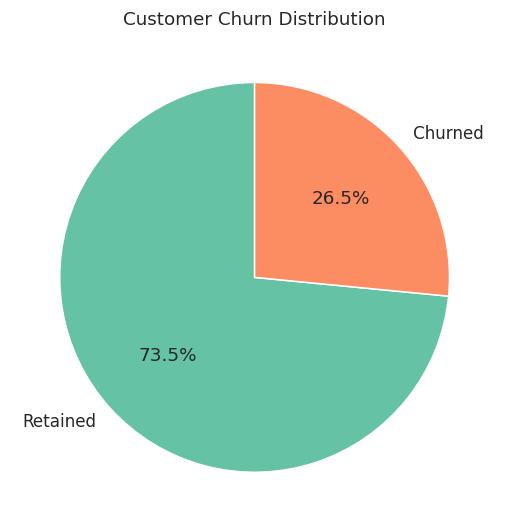 Customer Churn Distribution
Churned
26.5%
73.5%
Retained